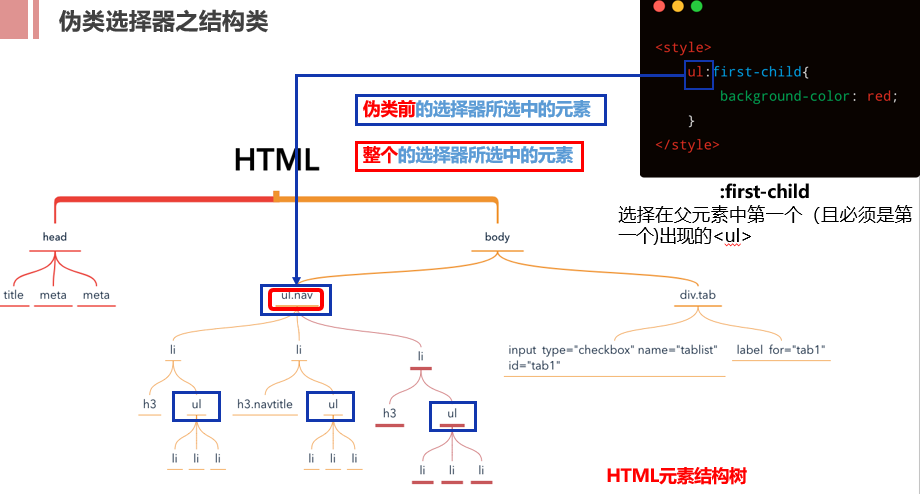 伪类选择器之结构类
<style>
ul:first-child{
background-color: red;
}
</style>
伪类前的选择器所选中的元素
整个的选择器所选中的元素
HTML
:first-child
选择在父元素中第一个（且必须是第
一个)出现的<ul>
head
body
title meta meta
ul.nav
div.tab
li li li
input type="checkbox" name="tablist"
id="tab1"
label for="tab1"
h3 ul h3.navtitle ul h3 ul
li li li li li li li li li
HTML元素结构树